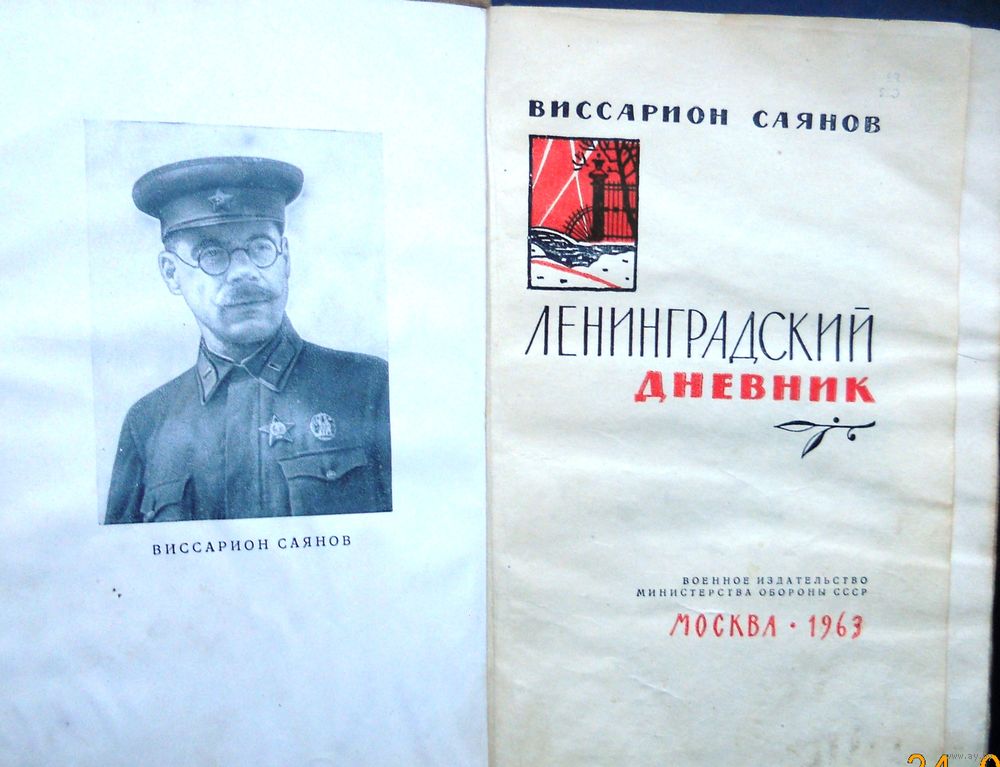 ВИССАРИОН САЯНОВ
ВИССАРИОН САЯНОВ
ЛЕНИНГРАДСКИЙ
ДНЕВНИК
ВОЕННОЕ ИЗДАТЕЛЬСТВО
МИНИСТЕРСТВА ОБОРОНЫ СССР
МОСКВА • 1963